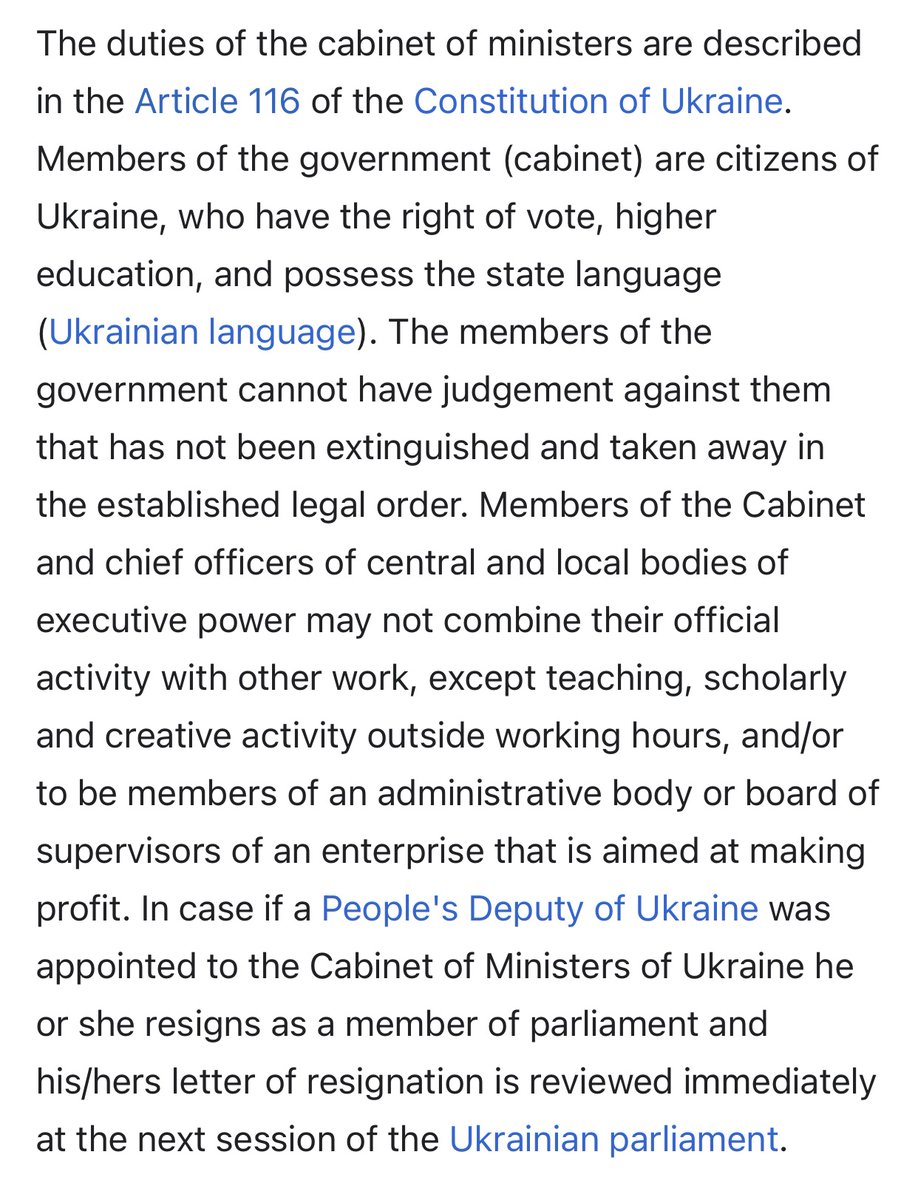 The duties of the cabinet of ministers are described
in the Article 116 of the Constitution of Ukraine.
Members of the government (cabinet) are citizens of
Ukraine, who have the right of vote, higher
education, and possess the state language
(Ukrainian language). The members of the
government cannot have judgement against them
that has not been extinguished and taken away in
the established legal order. Members of the Cabinet
and chief officers of central and local bodies of
executive power may not combine their official
activity with other work, except teaching, scholarly
and creative activity outside working hours, and/or
to be members of an administrative body or board of
supervisors of an enterprise that is aimed at making
profit. In case if a People's Deputy of Ukraine was
appointed to the Cabinet of Ministers of Ukraine he
or she resigns as a member of parliament and
his/hers letter of resignation is reviewed immediately
at the next session of the Ukrainian parliament.